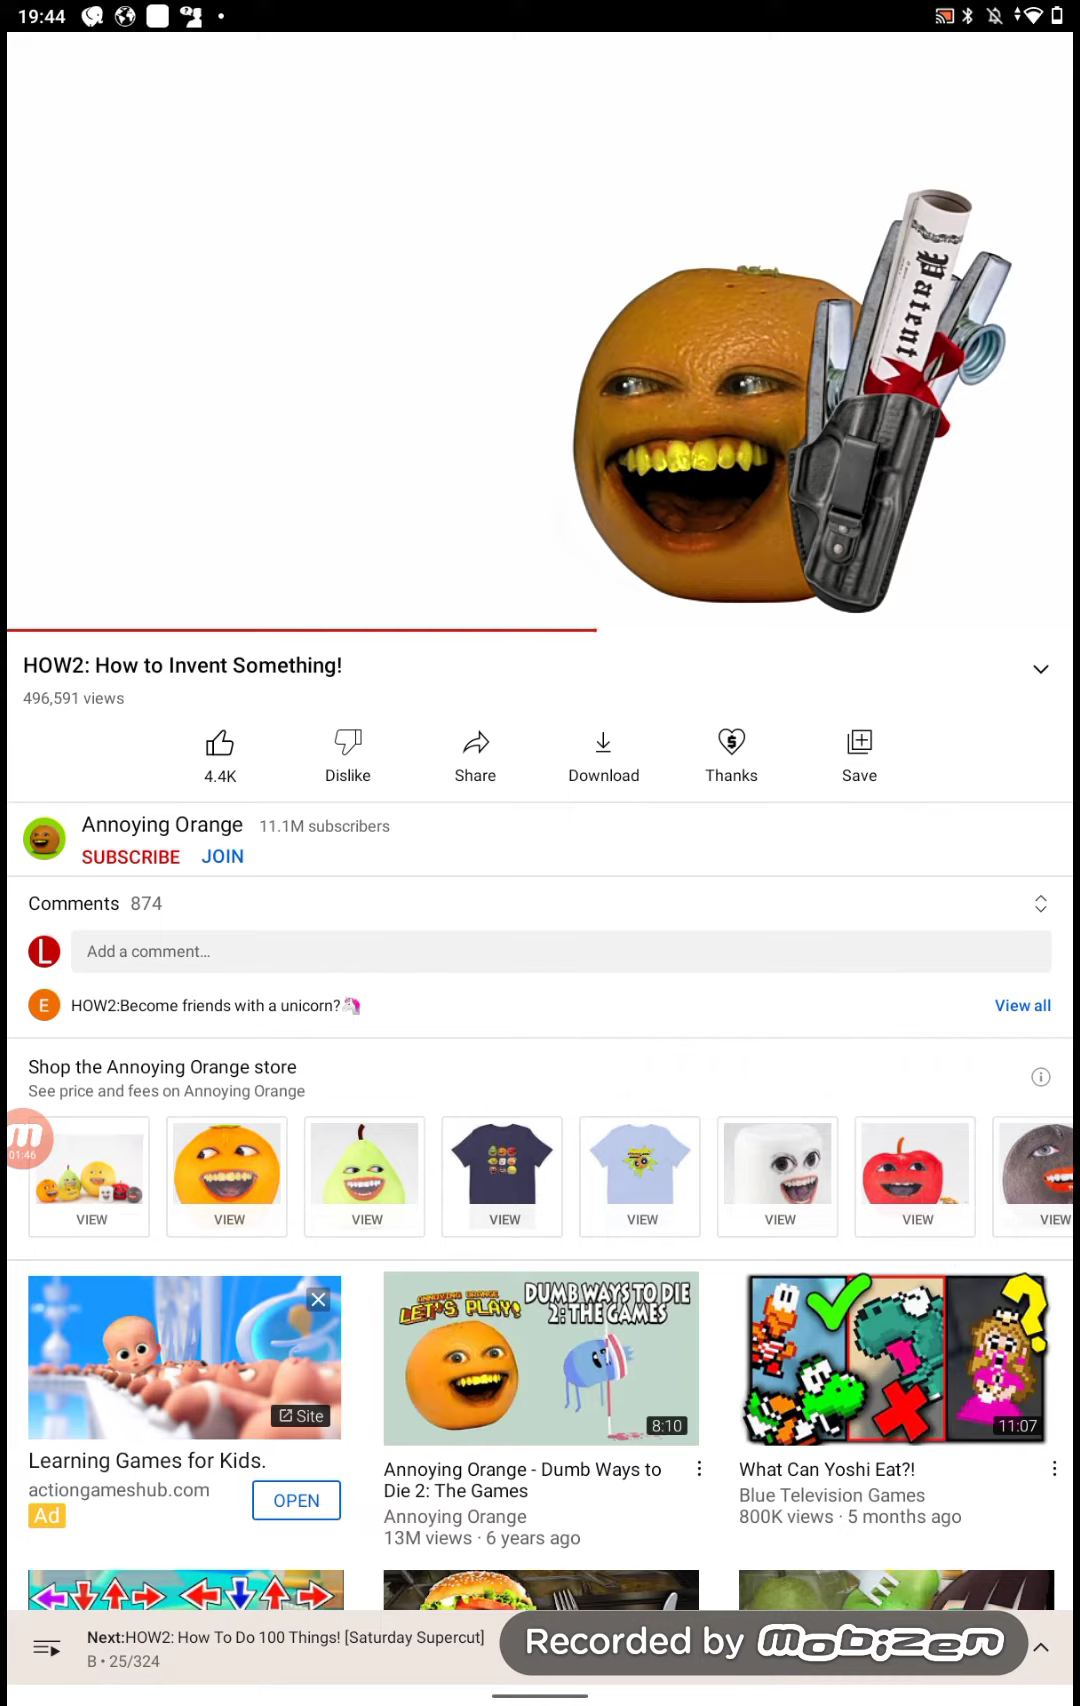 19:44
Patent
HOW2: How to Invent Something!
496,591 views
4.4K
Dislike
Share
Download
Thanks
Save
Annoying Orange 11.1M subscribers
SUBSCRIBE JOIN
Comments 874
L
Add a comment...
E
HOW2:Become friends with a unicorn?🦄
View all
Shop the Annoying Orange store
See price and fees on Annoying Orange
01:46
VIEW
VIEW
VIEW
VIEW
VIEW
VIEW
VIEW
VIEW
Site
ANNOYING ORANGE
LET'S PLAY!
DUMB WAYS TO DIE
2: THE GAMES
8:10
11:07
Learning Games for Kids.
actiongameshub.com
Ad
OPEN
Annoying Orange - Dumb Ways to
Die 2: The Games
Annoying Orange
13M views · 6 years ago
What Can Yoshi Eat?!
Blue Television Games
800K views · 5 months ago
Next:HOW2: How To Do 100 Things! [Saturday Supercut]
B • 25/324
Recorded by mobizen